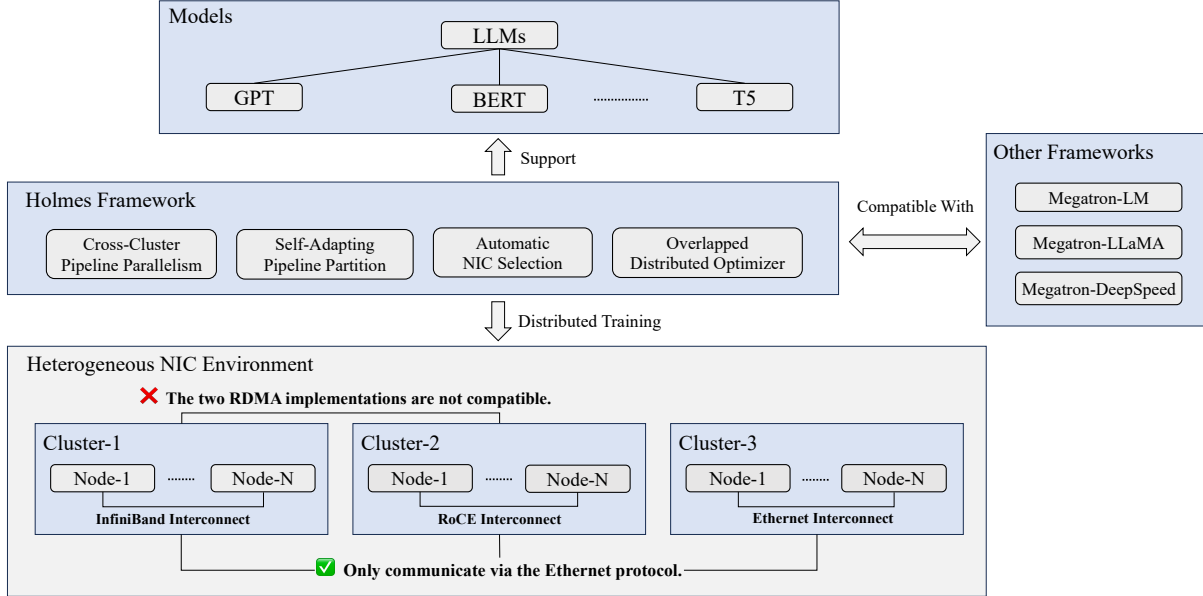 Models
LLMs
GPT
BERT
T5
Support
Holmes Framework
Cross-Cluster
Pipeline Parallelism
Self-Adapting
Pipeline Partition
Automatic
NIC Selection
Overlapped
Distributed Optimizer
Compatible With
Other Frameworks
Megatron-LM
Megatron-LLaMA
Megatron-DeepSpeed
Distributed Training
Heterogeneous NIC Environment
The two RDMA implementations are not compatible.
Cluster-1
Node-1
Node-N
InfiniBand Interconnect
Cluster-2
Node-1
Node-N
RoCE Interconnect
Cluster-3
Node-1
Node-N
Ethernet Interconnect
Only communicate via the Ethernet protocol.